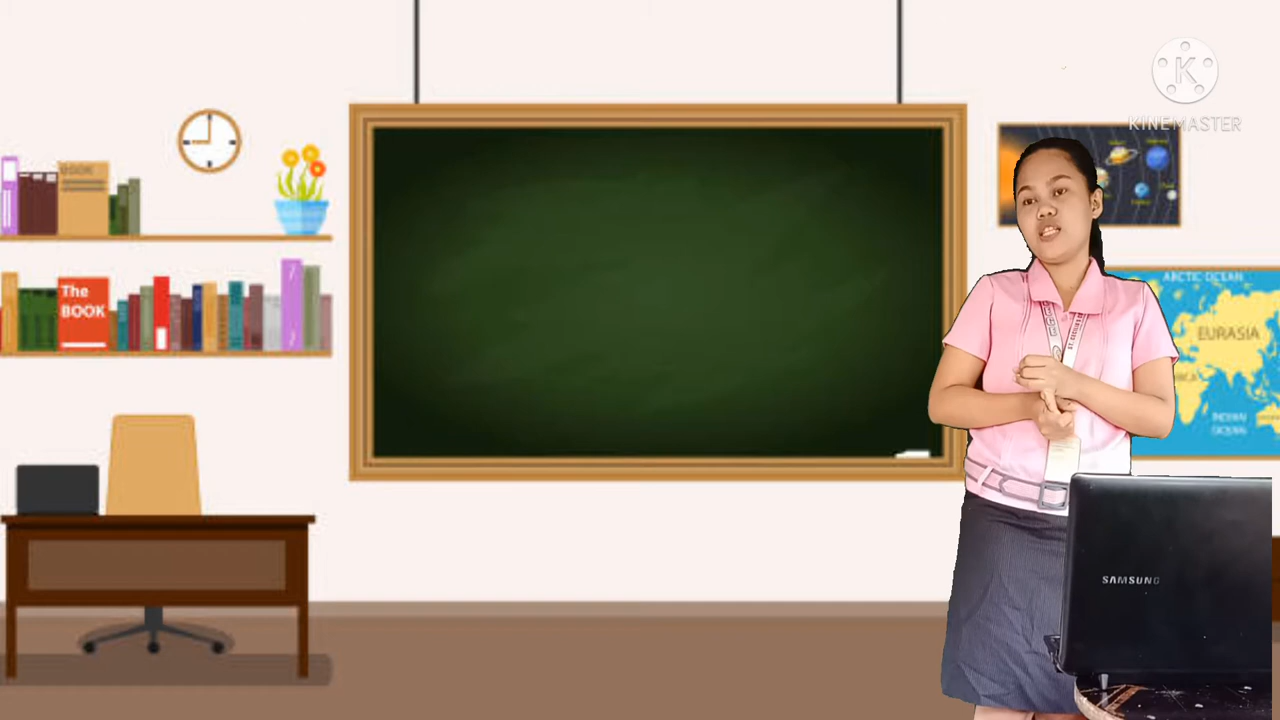 KINEMASTER
BOOK
The
BOOK
ARCTIC OCEAN
EURASIA
INDIAN
OCEAN
SAMSUNG